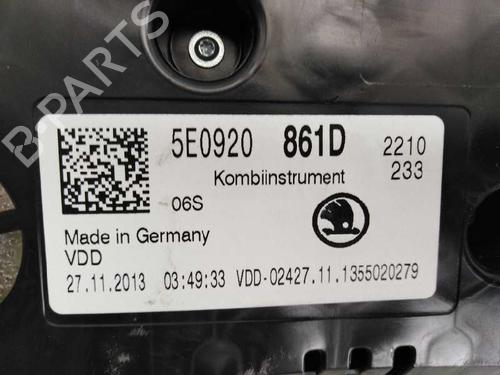 B-PARTS
5E0920 861D 2210
233
Kombiinstrument
06S
Made in Germany
VDD
27.11.2013 03:49:33 VDD-02427.11.1355020279